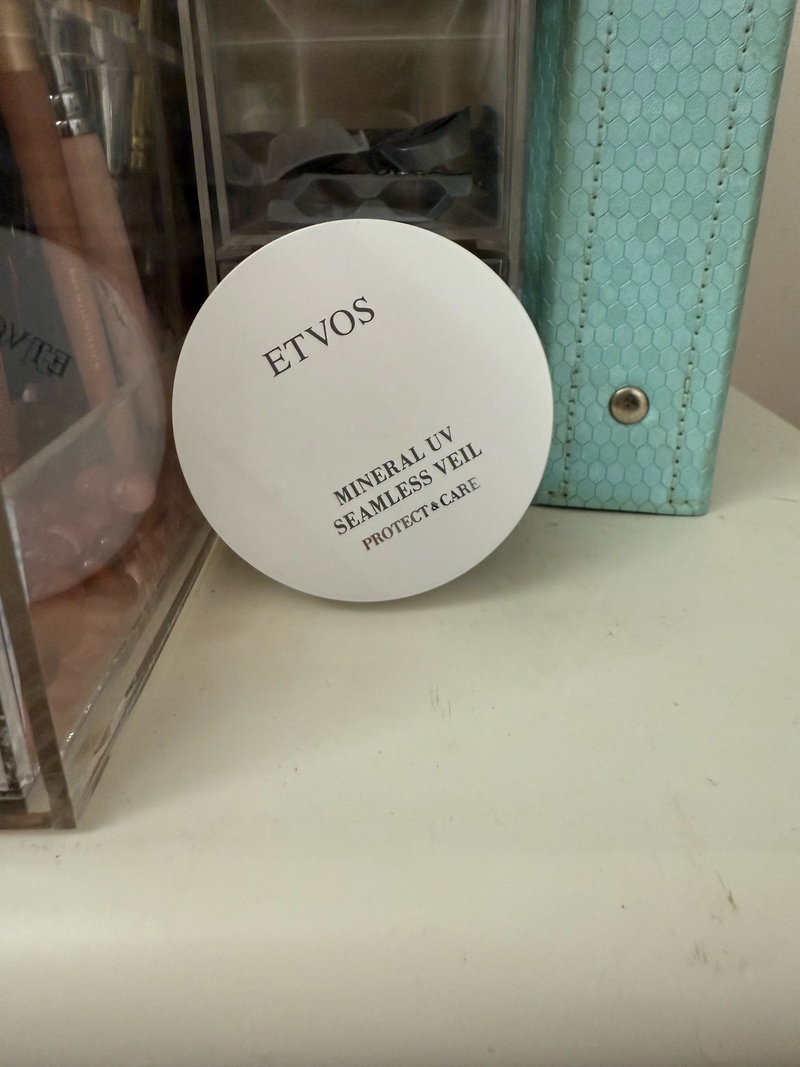 ETVOS
MINERAL UV
SEAMLESS VEIL
PROTECT & CARE